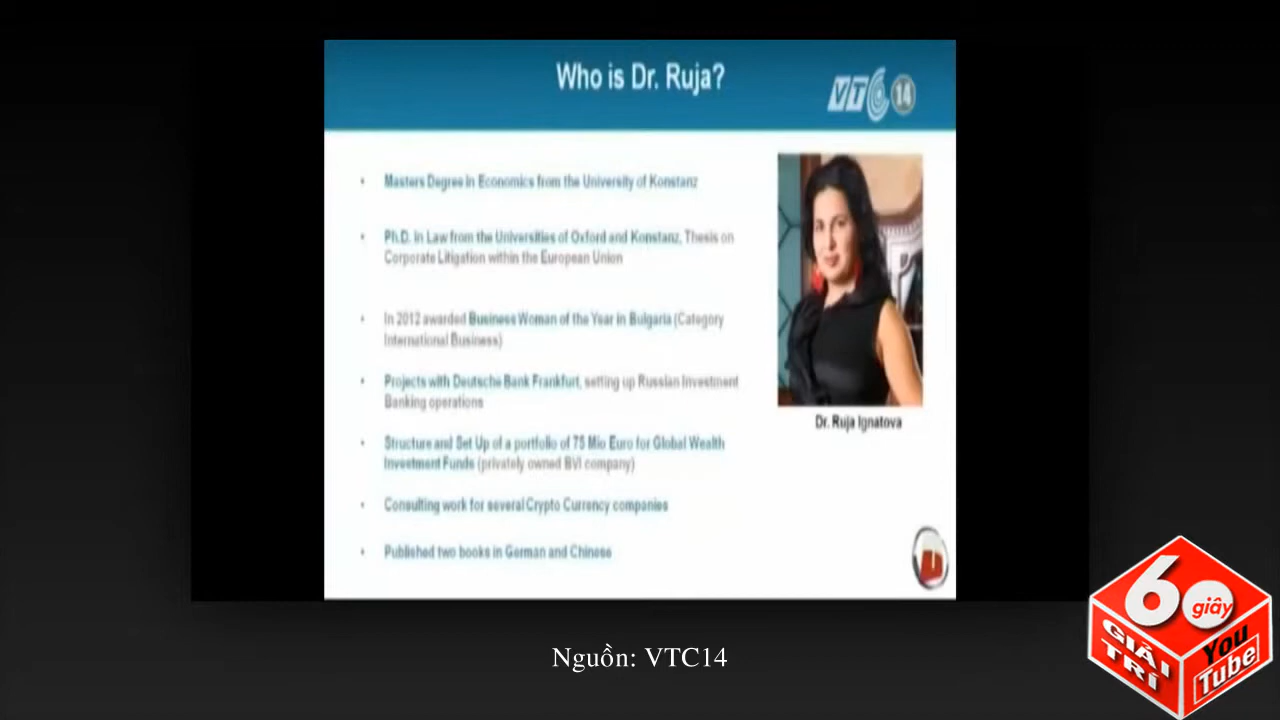 Who is Dr. Ruja?
VTC 14
Masters Degree in Economics from the University of Konstanz
Ph.D. in Law from the Universities of Oxford and Konstanz, Thesis on
Corporate Litigation within the European Union
In 2012 awarded Business Woman of the Year in Bulgaria (Category
International Business)
Projects with Deutsche Bank Frankfurt, setting up Russian Investment
Banking operations
Structure and Set Up of a portfolio of 75 Mio Euro for Global Wealth
Investment Funds (privately owned BVI company)
Consulting work for several Crypto Currency companies
Published two books in German and Chinese
Dr. Ruja Ignatova
Nguồn: VTC14
60 giây
GIẢI
TRÍ
You
Tube